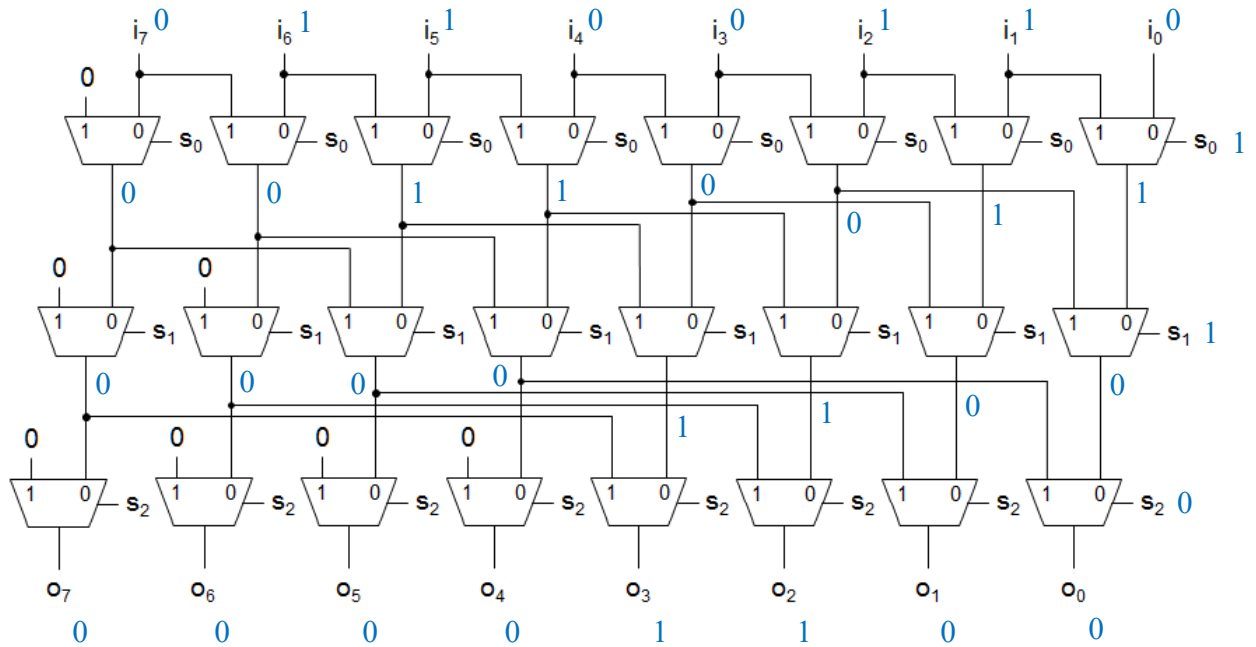 i7 0 i6 1 i5 1 i4 0 i3 0 i2 1 i1 1 i0 0
0
1 0 s0 1 0 s0 1 0 s0 1 0 s0 1 0 s0 1 0 s0 1 0 s0 1 0 s0 1
0 0 1 1 0 0 1 1
0 0
1 0 s1 1 0 s1 1 0 s1 1 0 s1 1 0 s1 1 0 s1 1 0 s1 1 0 s1 1
0 0 0 0 1 1 0 0
0 0 0 0
1 0 s2 1 0 s2 1 0 s2 1 0 s2 1 0 s2 1 0 s2 1 0 s2 1 0 s2 0
o7 o6 o5 o4 o3 o2 o1 o0
0 0 0 0 1 1 0 0